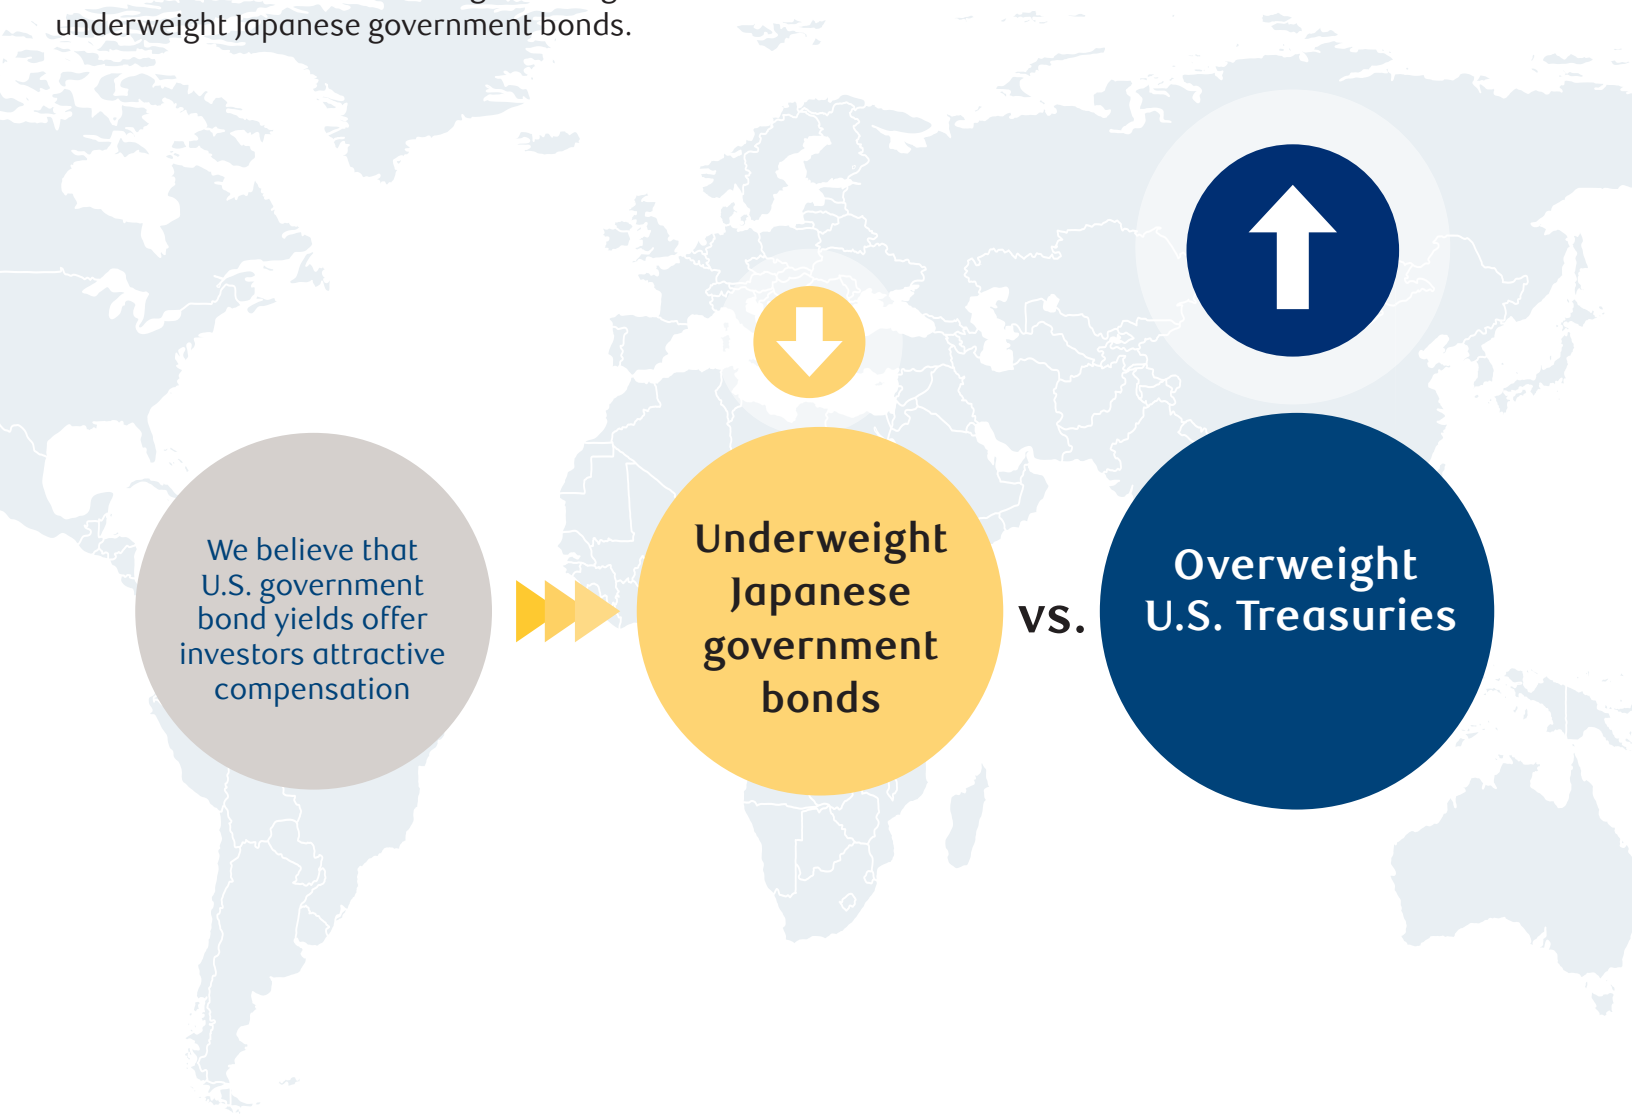 underweight Japanese government bonds.
We believe that
U.S. government
bond yields offer
investors attractive
compensation
Underweight
Japanese
government
bonds
vs.
Overweight
U.S. Treasuries